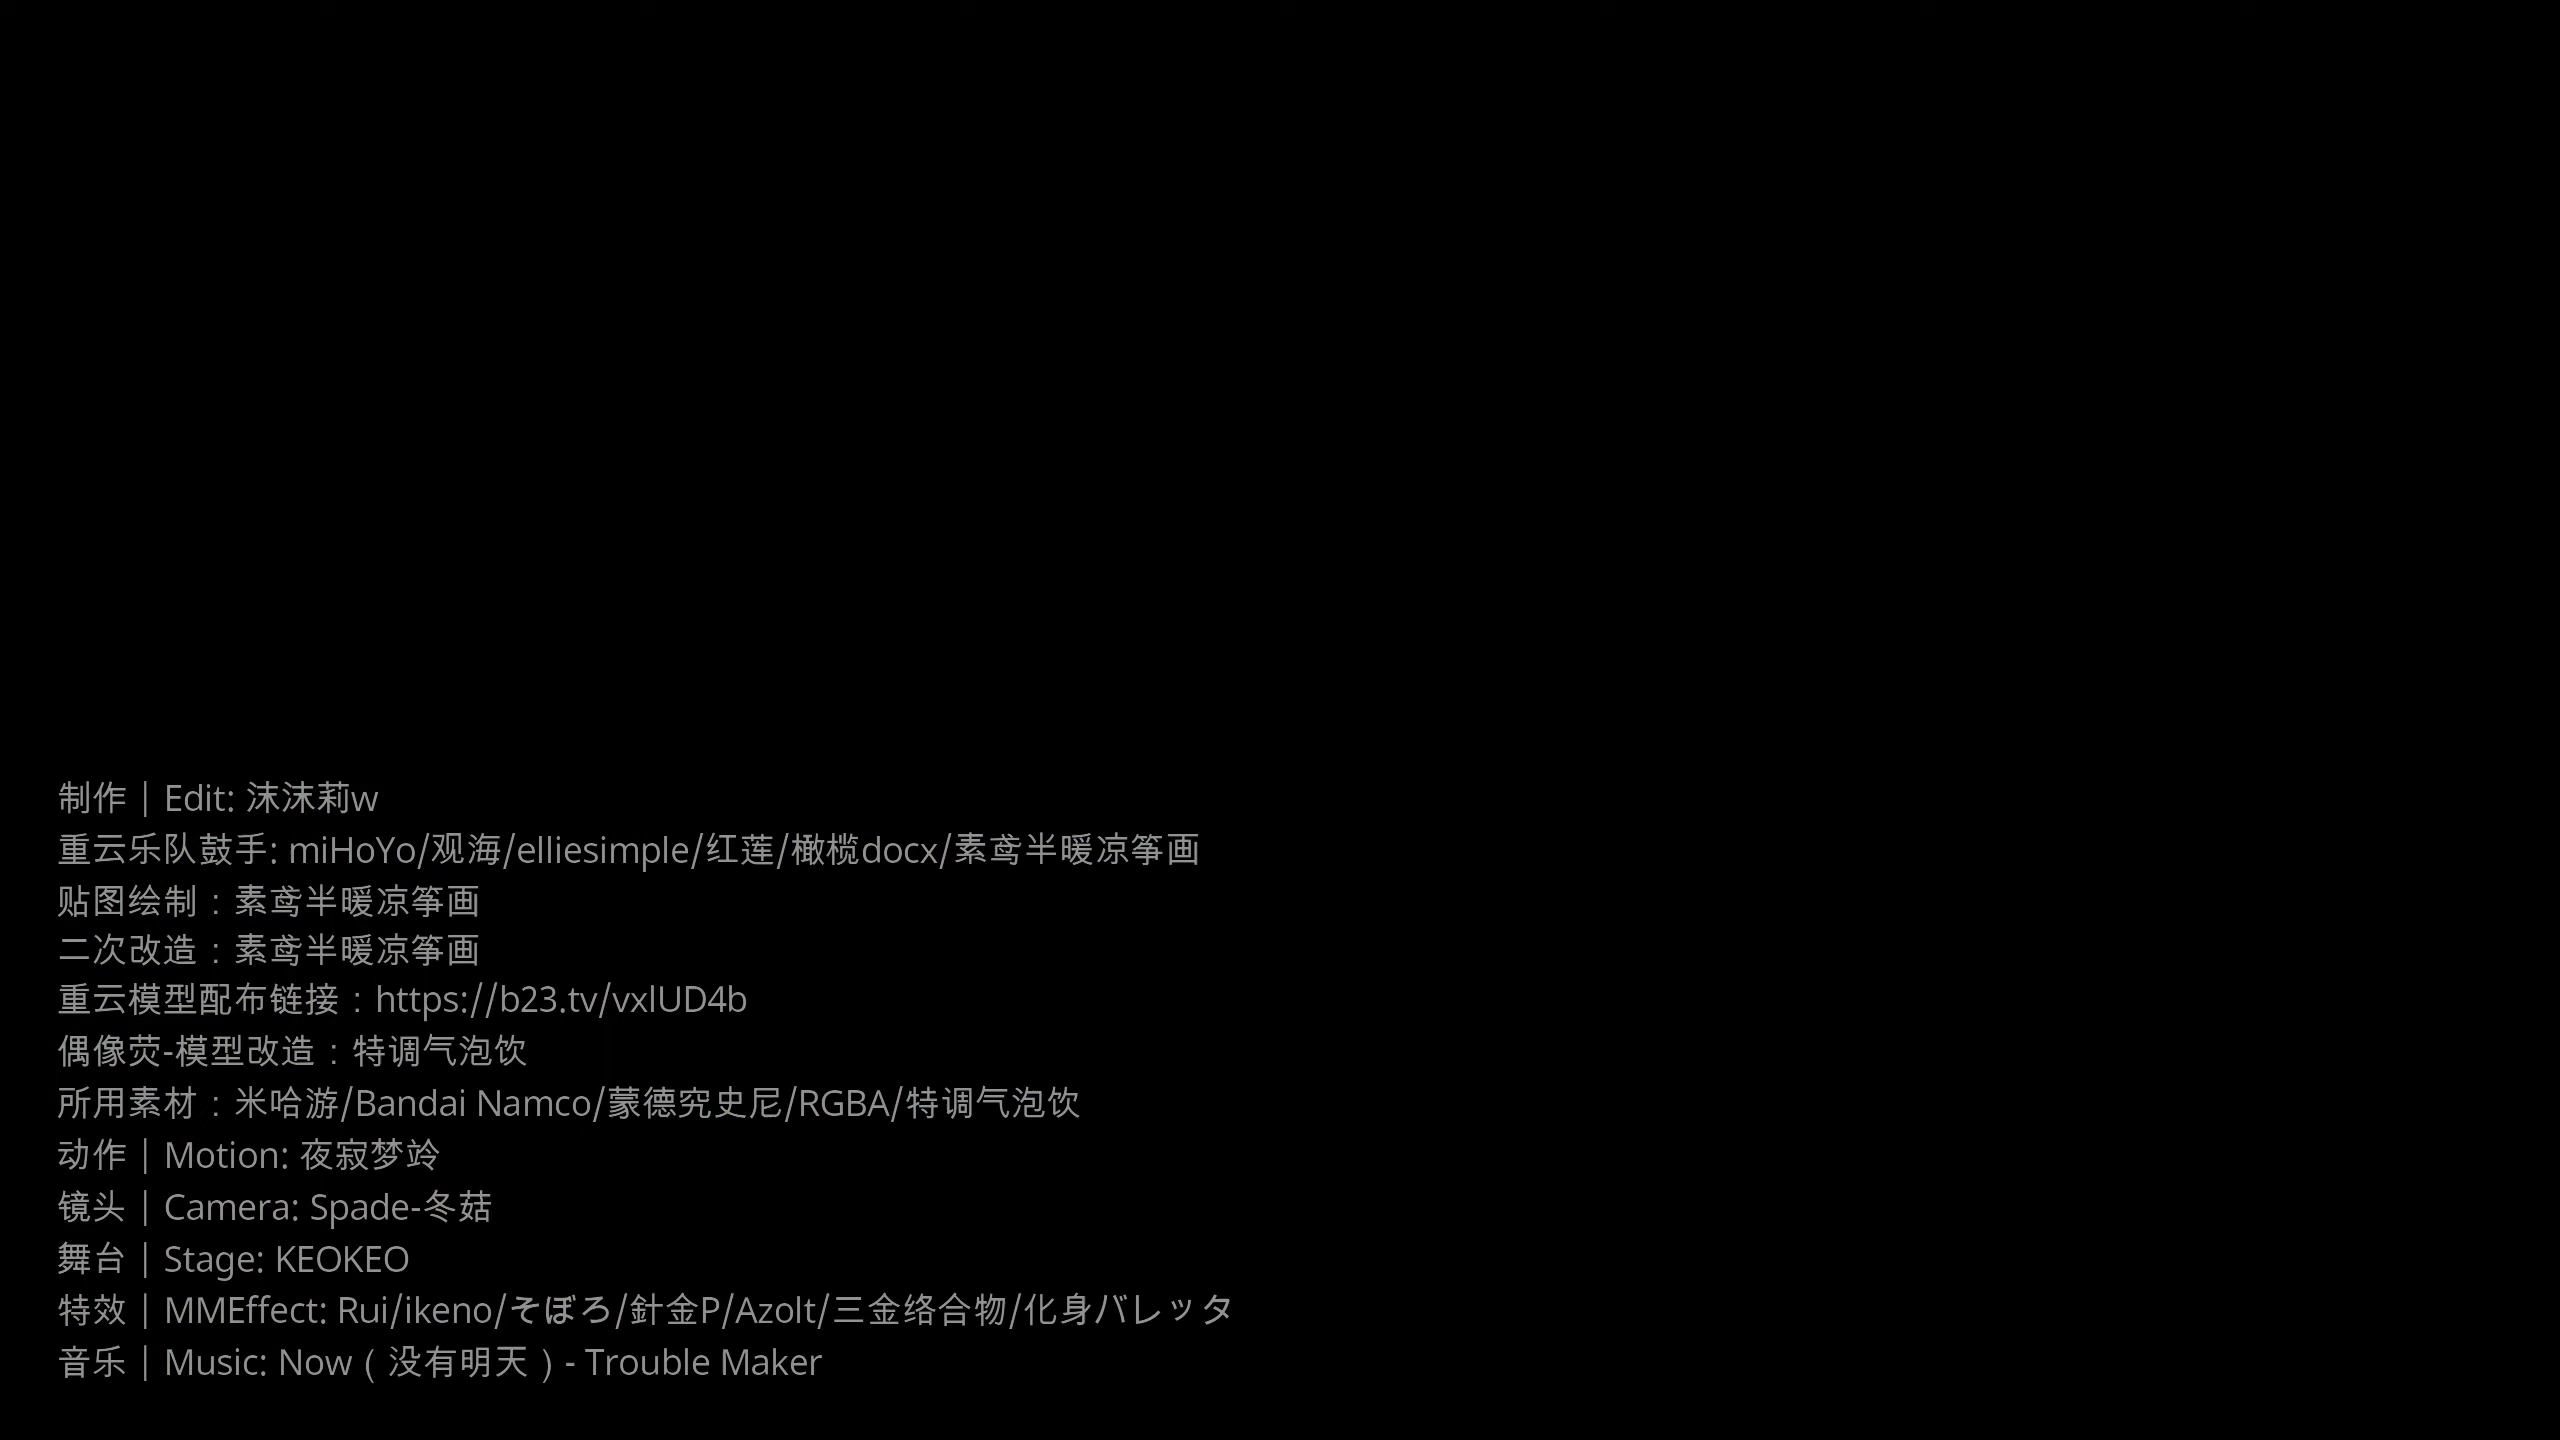 制作 | Edit: 沫沫莉w
重云乐队鼓手: miHoYo/观海/elliesimple/红莲/橄榄docx/素鸢半暖凉筝画
贴图绘制：素鸢半暖凉筝画
二次改造：素鸢半暖凉筝画
重云模型配布链接：https://b23.tv/vxlUD4b
偶像荧-模型改造：特调气泡饮
所用素材：米哈游/Bandai Namco/蒙德究史尼/RGBA/特调气泡饮
动作 | Motion: 夜寂梦竛
镜头 | Camera: Spade-冬菇
舞台 | Stage: KEOKEO
特效 | MMEffect: Rui/ikeno/そぼろ/針金P/Azolt/三金络合物/化身バレッタ
音乐 | Music: Now（没有明天）- Trouble Maker